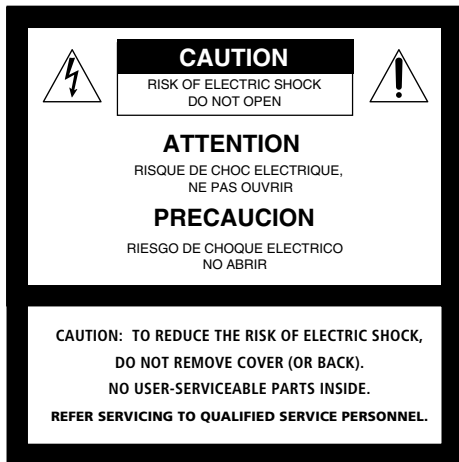 CAUTION
RISK OF ELECTRIC SHOCK
DO NOT OPEN
ATTENTION
RISQUE DE CHOC ELECTRIQUE,
NE PAS OUVRIR
PRECAUCION
RIESGO DE CHOQUE ELECTRICO
NO ABRIR
CAUTION: TO REDUCE THE RISK OF ELECTRIC SHOCK,
DO NOT REMOVE COVER (OR BACK).
NO USER-SERVICEABLE PARTS INSIDE.
REFER SERVICING TO QUALIFIED SERVICE PERSONNEL.